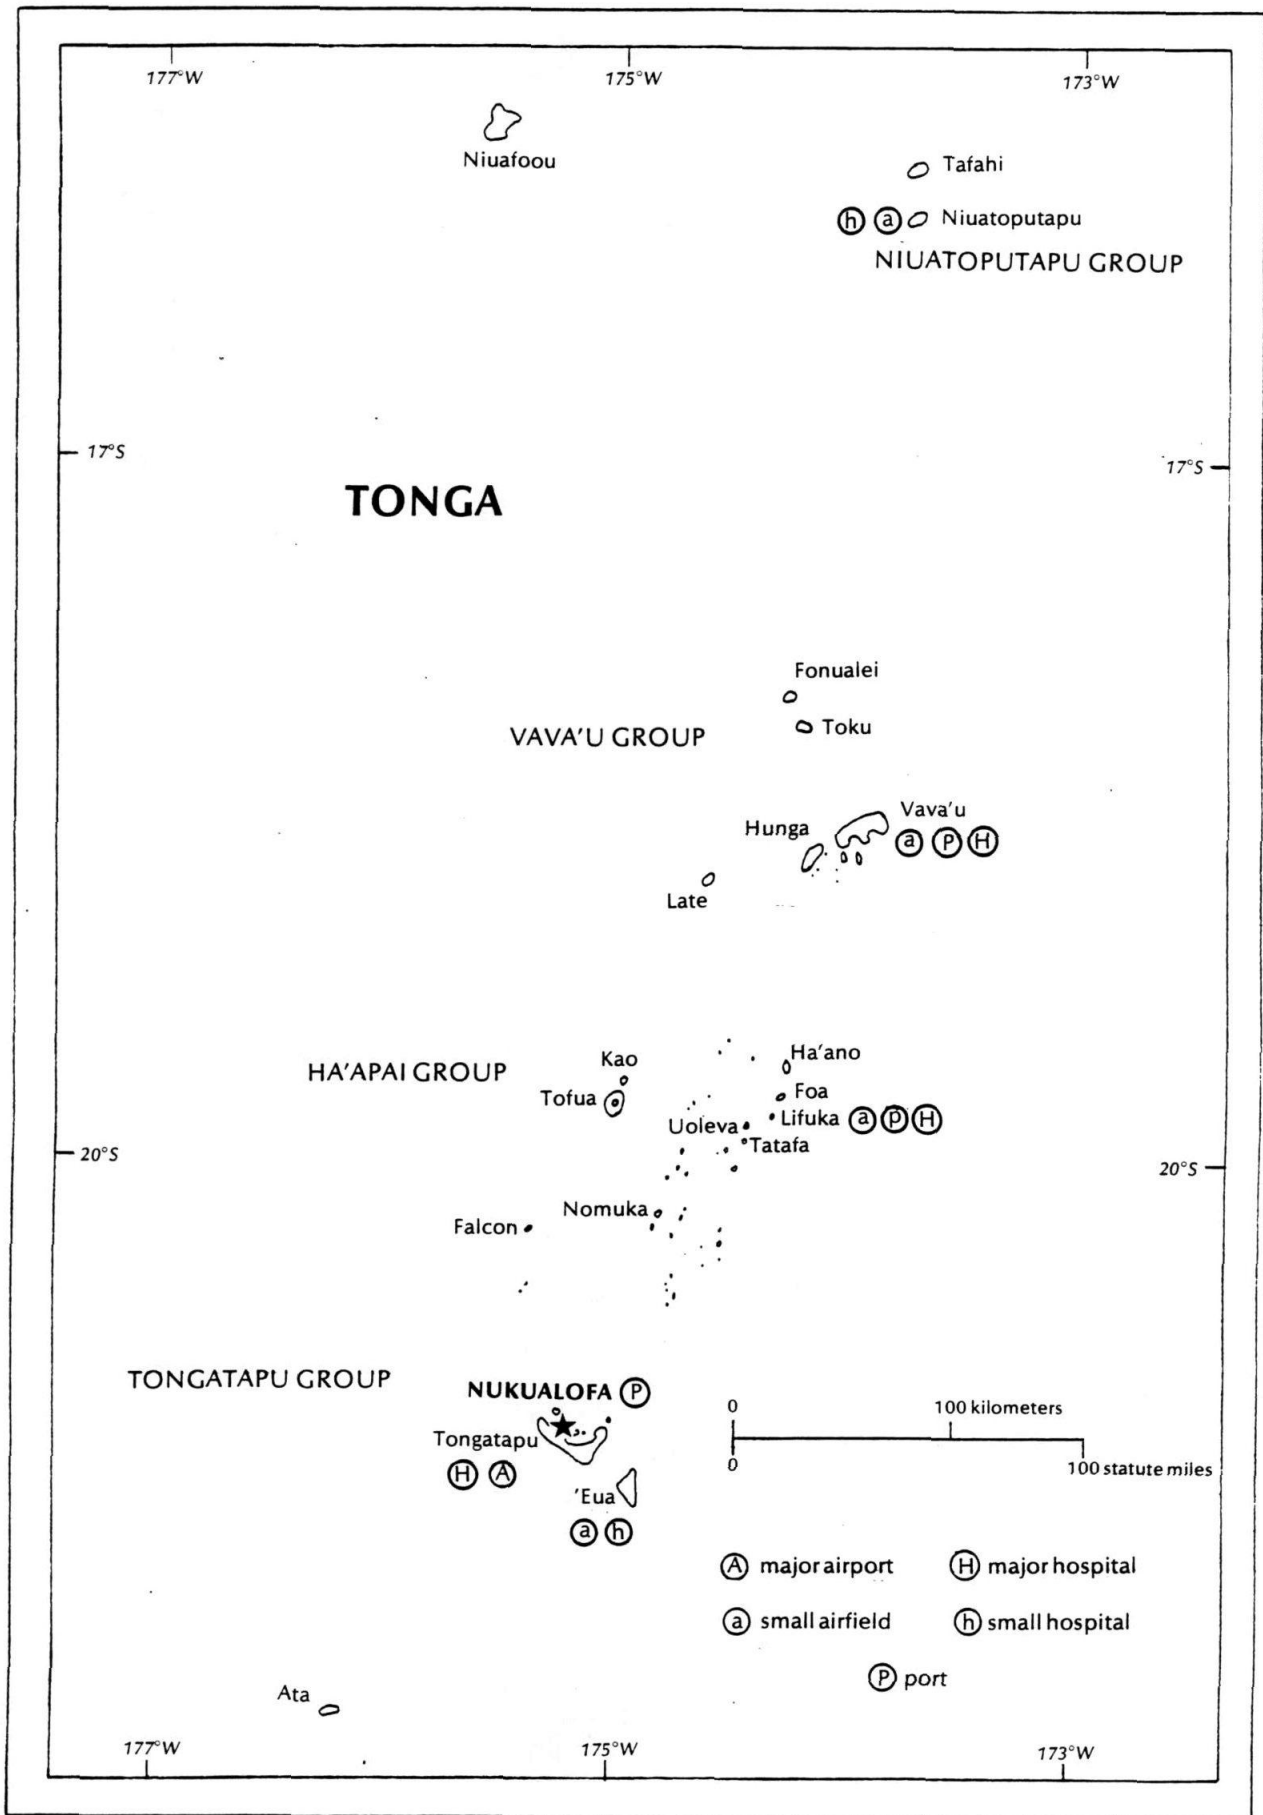 177°W 175°W 173°W
Niuafoou
Tafahi
h a Niuatoputapu
NIUATOPUTAPU GROUP
17°S 17°S
TONGA
Fonualei
VAVA'U GROUP
Toku
Vava'u
Hunga
a P H
Late
Ha'ano
Kao
HA'APAI GROUP
Foa
Tofua
Lifuka a p H
Uoleva
Tatafa
20°S 20°S
Nomuka
Falcon
TONGATAPU GROUP
NUKUALOFA P
0 100 kilometers
Tongatapu
0 100 statute miles
H A
'Eua
a h
A major airport H major hospital
a small airfield h small hospital
P port
Ata
177°W 175°W 173°W